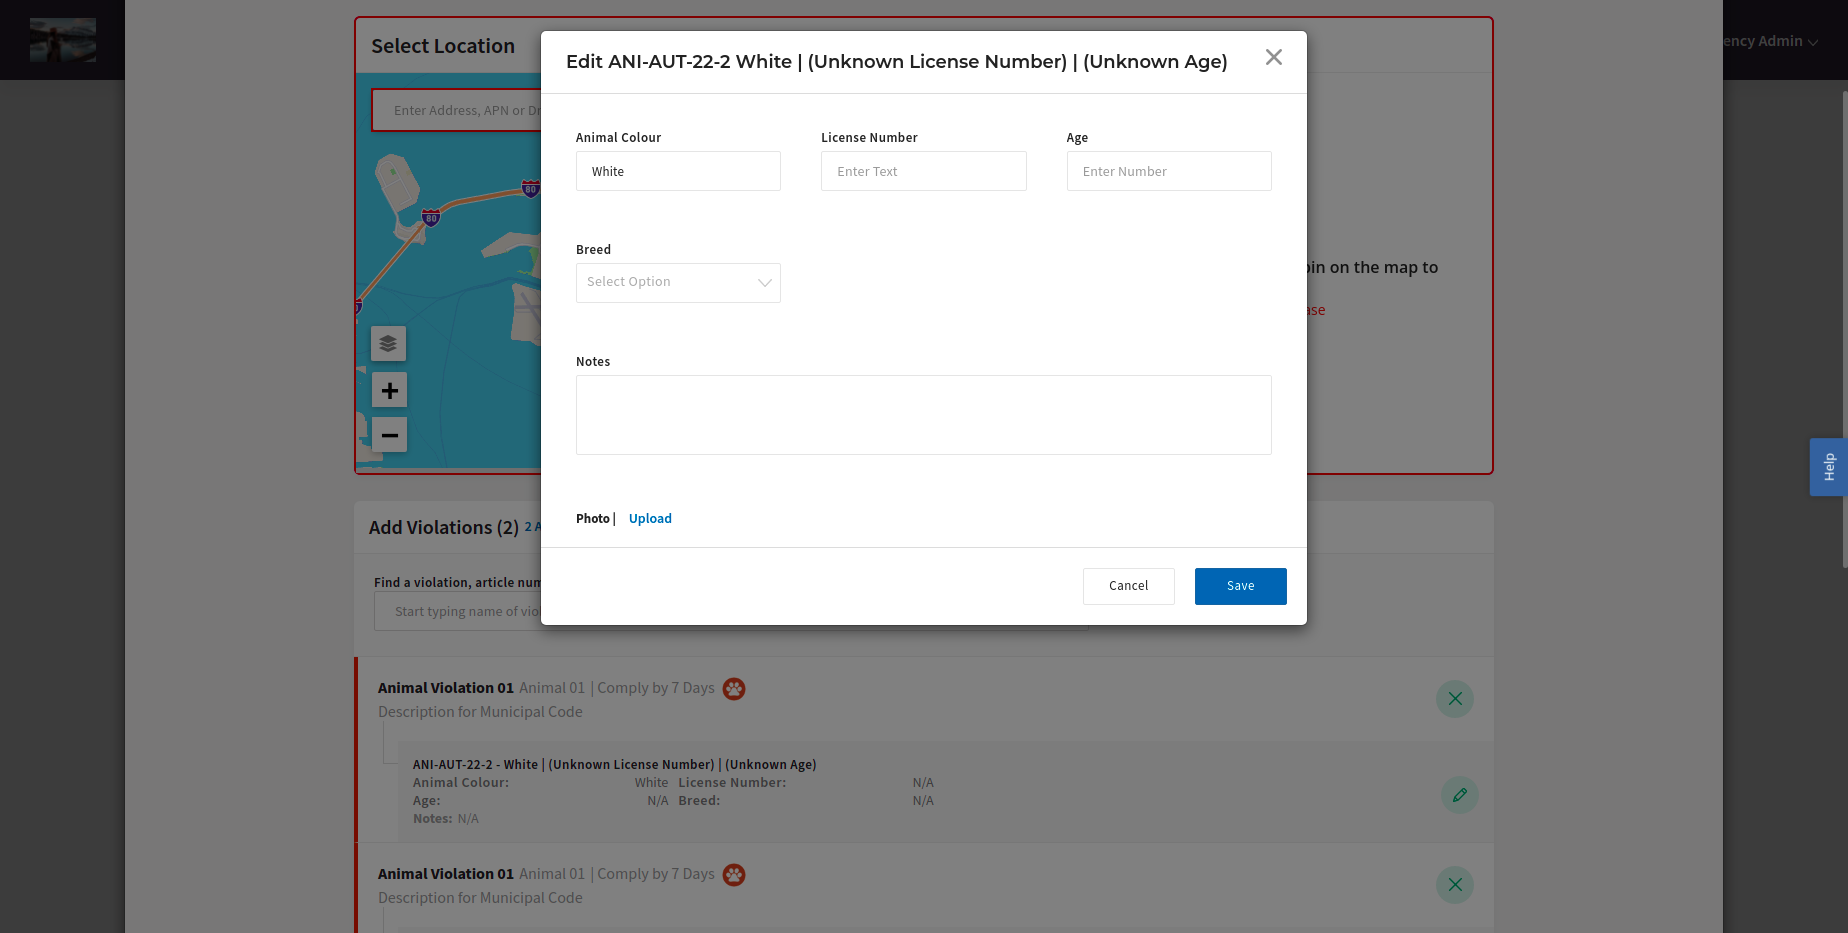 ency Admin
Select Location
Enter Address, APN or Dr
80
80
pin on the map to
ase
Edit ANI-AUT-22-2 White | (Unknown License Number) | (Unknown Age)
Animal Colour
License Number
Age
White
Enter Text
Enter Number
Breed
Select Option
Notes
Photo | Upload
Cancel
Save
Help
Add Violations (2) 2 A
Find a violation, article num
Start typing name of viol
Animal Violation 01 Animal 01 | Comply by 7 Days
Description for Municipal Code
ANI-AUT-22-2 - White | (Unknown License Number) | (Unknown Age)
Animal Colour: White License Number: N/A
Age: N/A Breed: N/A
Notes: N/A
Animal Violation 01 Animal 01 | Comply by 7 Days
Description for Municipal Code